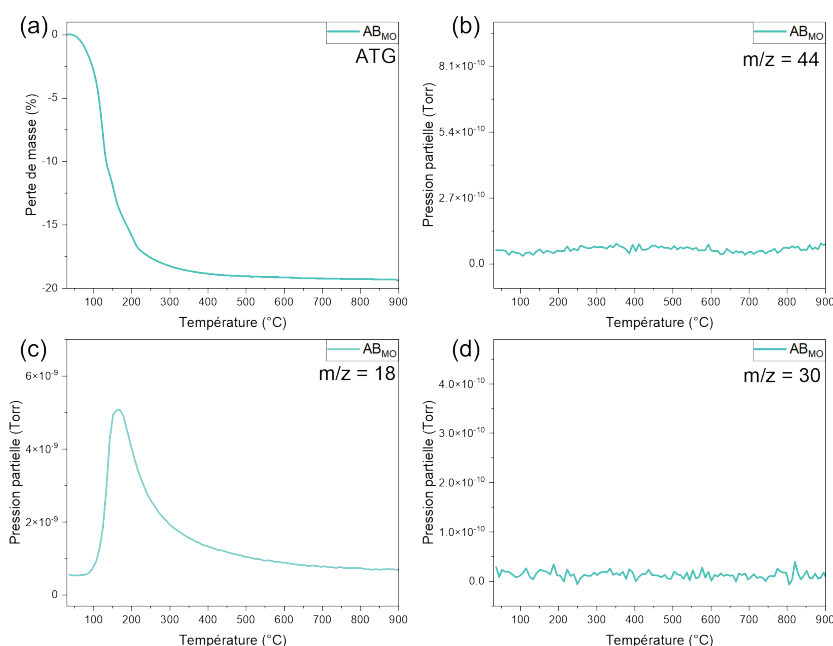 (a)
AB_MO
ATG
0
-5
-10
-15
-20
Perte de masse (%)
100 200 300 400 500 600 700 800 900
Température (°C)
(b)
AB_MO
m/z = 44
8.1×10⁻¹⁰
5.4×10⁻¹⁰
2.7×10⁻¹⁰
0.0
Pression partielle (Torr)
100 200 300 400 500 600 700 800 900
Température (°C)
(c)
AB_MO
m/z = 18
6×10⁻⁹
4×10⁻⁹
2×10⁻⁹
0
Pression partielle (Torr)
100 200 300 400 500 600 700 800 900
Température (°C)
(d)
AB_MO
m/z = 30
4.0×10⁻¹⁰
3.0×10⁻¹⁰
2.0×10⁻¹⁰
1.0×10⁻¹⁰
0.0
Pression partielle (Torr)
100 200 300 400 500 600 700 800 900
Température (°C)